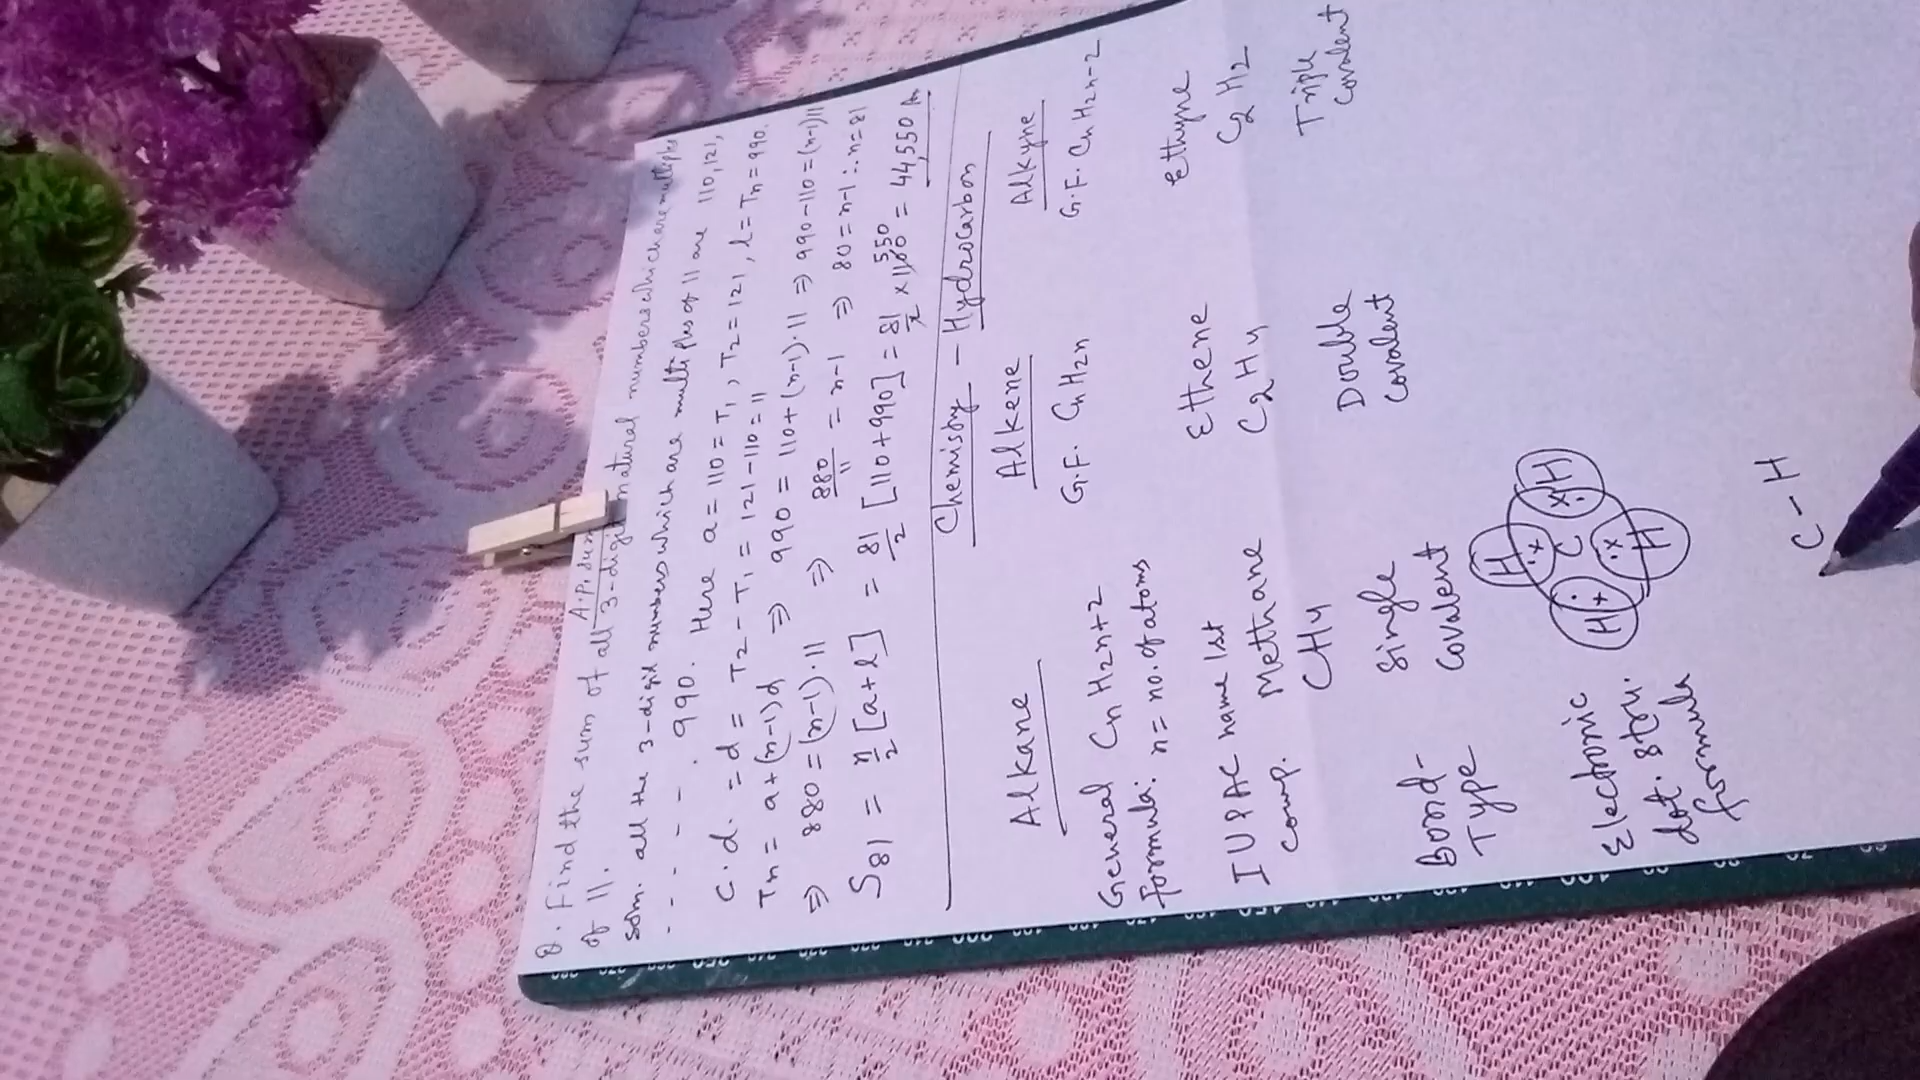 A.P. sum
Q. Find the sum of all 3-digit natural numbers which are multiples
of 11.
Soln. all the 3-digit numbers which are multiples of 11 are 110, 121,
- - - - . 990. Here a = 110 = T1, T2 = 121, l = Tn = 990.
C.d. = d = T2 - T1 = 121 - 110 = 11
Tn = a + (n-1)d ⇒ 990 = 110 + (n-1).11 ⇒ 990 - 110 = (n-1)11
⇒ 880 = (n-1).11 ⇒ 880/11 = n-1 ⇒ 80 = n-1 ∴ n = 81
S81 = n/2 [a+l] = 81/2 [110+990] = 81/2 x 1100 550 = 44,550 A
Chemistry - Hydrocarbon
Alkane Alkene Alkyne
General CnH2n+2 G.F. CnH2n G.F. CnH2n-2
formula: n = no. of atoms
IUPAC name 1st Ethene Ethyne
comp. Methane C2H4 C2H2
CH4
Bond- Single Double Triple
Type Covalent Covalent Covalent
Electronic H H
dot. stru. C
formula H H
C - H